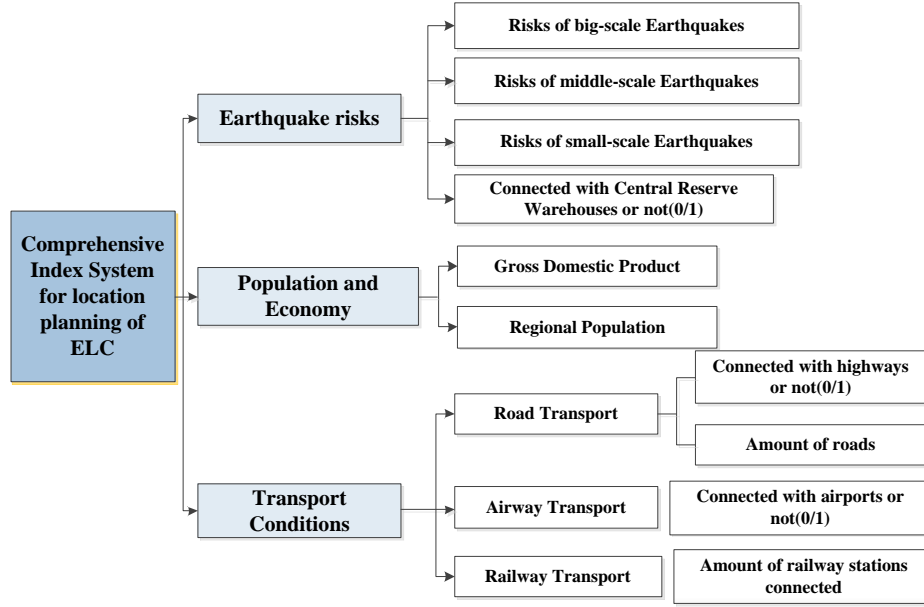 Comprehensive
Index System
for location
planning of
ELC
Earthquake risks
Risks of big-scale Earthquakes
Risks of middle-scale Earthquakes
Risks of small-scale Earthquakes
Connected with Central Reserve
Warehouses or not(0/1)
Population and
Economy
Gross Domestic Product
Regional Population
Transport
Conditions
Road Transport
Connected with highways
or not(0/1)
Amount of roads
Airway Transport
Connected with airports or
not(0/1)
Railway Transport
Amount of railway stations
connected